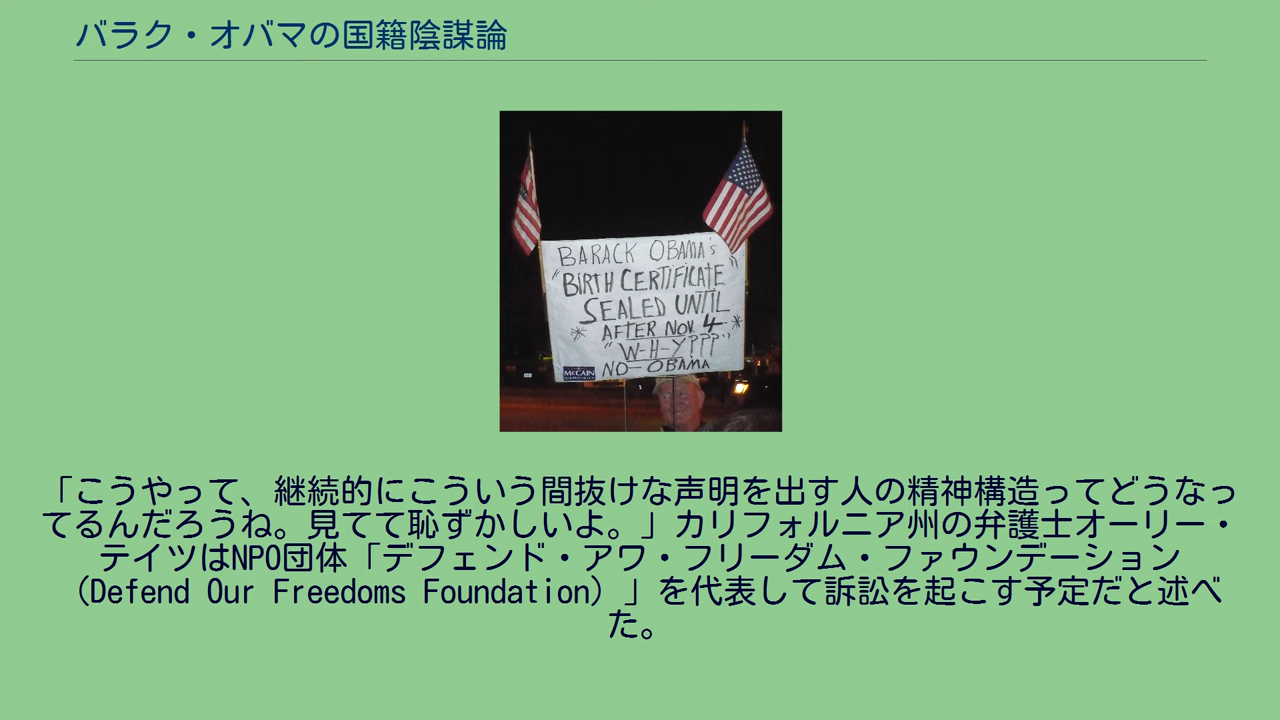 バラク・オバマの国籍陰謀論
BARACK OBAMA's
"BIRTH CERTIFICATE"
SEALED UNTIL
* AFTER NOV 4 *
"W-H-Y???"
NO-OBAMA
McCAIN
「こうやって、継続的にこういう間抜けな声明を出す人の精神構造ってどうなっ
てるんだろうね。見てて恥ずかしいよ。」カリフォルニア州の弁護士オーリー・
テイツはNPO団体「デフェンド・アワ・フリーダム・ファウンデーション
（Defend Our Freedoms Foundation）」を代表して訴訟を起こす予定だと述べ
た。